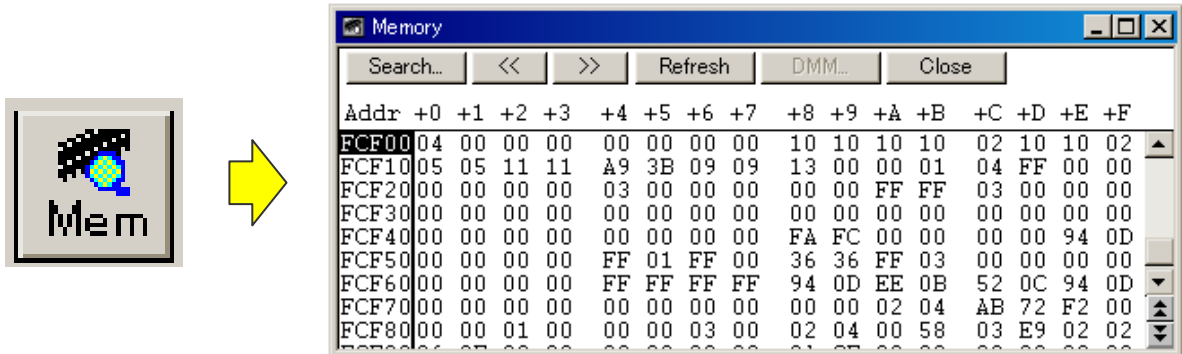 Mem
Memory
Search... << >> Refresh DMM... Close
Addr +0 +1 +2 +3 +4 +5 +6 +7 +8 +9 +A +B +C +D +E +F
FCF00 04 00 00 00 00 00 00 00 10 10 10 10 02 10 10 02
FCF10 05 05 11 11 A9 3B 09 09 13 00 00 01 04 FF 00 00
FCF20 00 00 00 00 03 00 00 00 00 00 FF FF 03 00 00 00
FCF30 00 00 00 00 00 00 00 00 00 00 00 00 00 00 00 00
FCF40 00 00 00 00 00 00 00 00 FA FC 00 00 00 00 94 0D
FCF50 00 00 00 00 FF 01 FF 00 36 36 FF 03 00 00 00 00
FCF60 00 00 00 00 FF FF FF FF 94 0D EE 0B 52 0C 94 0D
FCF70 00 00 00 00 00 00 00 00 00 00 02 04 AB 72 F2 00
FCF80 00 00 01 00 00 00 03 00 02 04 00 58 03 E9 02 02